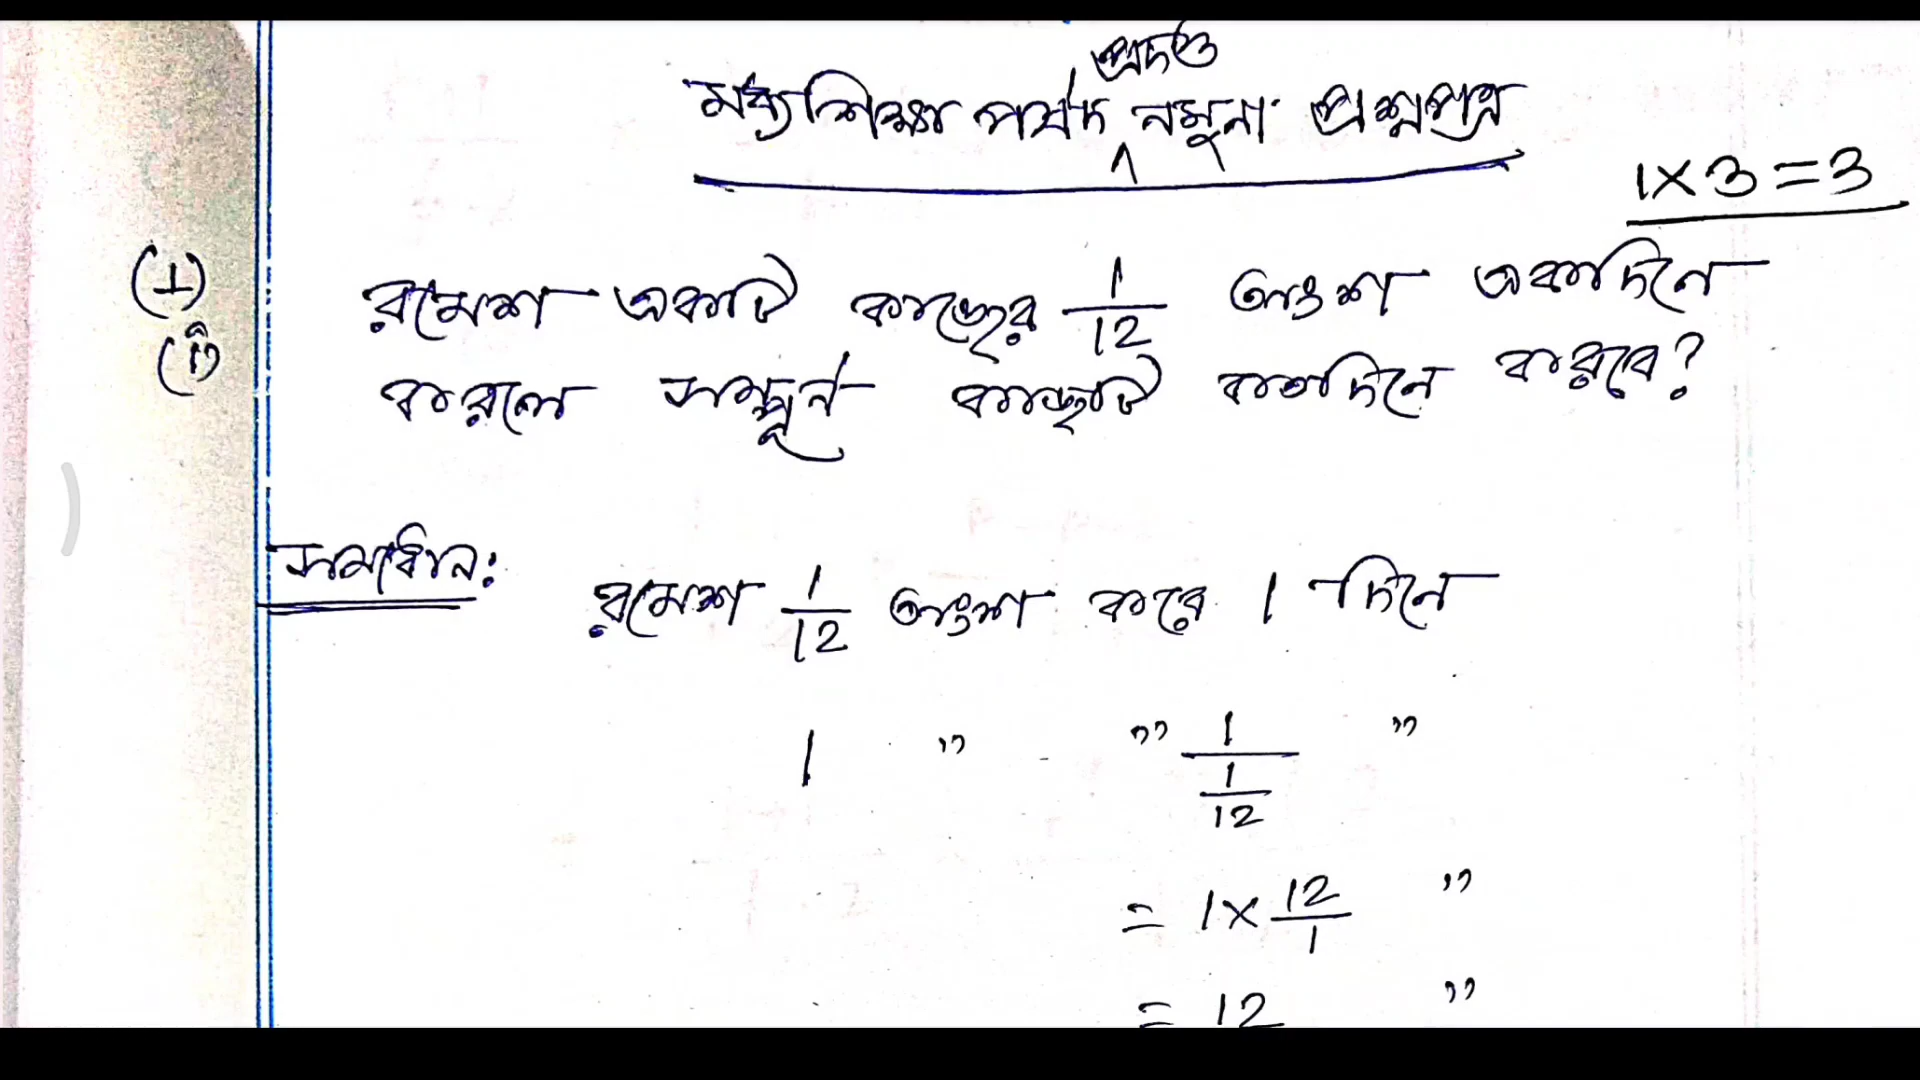 মধ্যশিক্ষা পর্ষদ প্রদত্ত নমুনা প্রশ্নপত্র
1×3=3
(1)
(i) রমেশ একটি কাজের 1/12 অংশ একদিনে
করলে সম্পূর্ন কাজটি কতদিনে করবে?
সমাধান:
রমেশ 1/12 অংশ করে 1 দিনে
1 " " 1/(1/12) "
= 1× 12/1 "
= 12 "